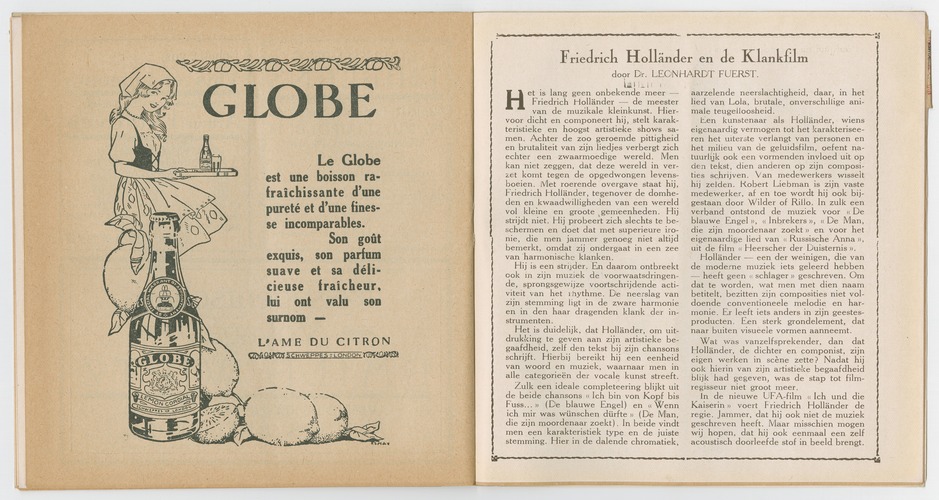 GLOBE
Le Globe
est une boisson ra-
fraîchissante d'une
pureté et d'une fines-
se incomparables.
Son goût
exquis, son parfum
suave et sa déli-
cieuse fraîcheur,
lui ont valu son
surnom —
L'AME DU CITRON
SCHWEPPES : LONDON
GLOBE
LEMON CORDIAL
Friedrich Holländer en de Klankfilm
door Dr. LEONHARDT FUERST.
Het is lang geen onbekende meer —
Friedrich Holländer — de meester
van de muzikale kleinkunst. Hier-
voor dicht en componeert hij, stelt karak-
teristieke en hoogst artistieke shows sa-
men. Achter de zoo geroemde pittigheid
en brutaliteit van zijn liedjes verbergt zich
echter een zwaarmoedige wereld. Men
kan niet zeggen, dat deze wereld in ver-
zet komt tegen de opgedwongen levens-
boeien. Met roerende overgave staat hij,
Friedrich Holländer, tegenover de domhe-
den en kwaadwilligheden van een wereld
vol kleine en groote gemeenheden. Hij
strijdt niet. Hij probeert zich slechts te be-
schermen en doet dat met superieure iro-
nie, die men jammer genoeg niet altijd
bemerkt, omdat zij ondergaat in een zee
van harmonische klanken.
Hij is een strijder. En daarom ontbreekt
ook in zijn muziek de voorwaadsdringen-
de, sprongsgewijze voortschrijdende acti-
viteit van het rhythme. De neerslag van
zijn stemming ligt in de zware harmonie
en in den haar dragenden klank der in-
strumenten.
Het is duidelijk, dat Holländer, om uit-
drukking te geven aan zijn artistieke be-
gaafdheid, zelf den tekst bij zijn chansons
schrijft. Hierbij bereikt hij een eenheid
van woord en muziek, waarnaar men in
alle categorieën der vocale kunst streeft.
Zulk een ideale completeering blijkt uit
de beide chansons « Ich bin von Kopf bis
Fuss... » (De blauwe Engel) en « Wenn
ich mir was wünschen dürfte » (De Man,
die zijn moordenaar zoekt). In beide vindt
men een karakteristiek type en de juiste
stemming. Hier in de dalende chromatiek,
aarzelende neerslachtigheid, daar, in het
lied van Lola, brutale, onverschillige ani-
male teugelloosheid.
Een kunstenaar als Holländer, wiens
eigenaardig vermogen tot het karakterisee-
ren het uiterste verlangt van personen en
het milieu van de geluidsfilm, oefent na-
tuurlijk ook een vormenden invloed uit op
den tekst, dien anderen op zijn composi-
ties schrijven. Van medewerkers wisselt
hij zelden. Robert Liebman is zijn vaste
medewerker, af en toe wordt hij ook bij-
gestaan door Wilder of Rillo. In zulk een
verband ontstond de muziek voor « De
blauwe Engel », « Inbrekers », « De Man,
die zijn moordenaar zoekt » en voor het
eigenaardige lied van « Russische Anna »,
uit de film « Heerscher der Duisternis ».
Holländer — een der weinigen, die van
de moderne muziek iets geleerd hebben
— heeft geen « schlager » geschreven. Om
dat te worden, wat men met dien naam
betitelt, bezitten zijn composities niet vol-
doende conventioneele melodie en har-
monie. Er leeft iets anders in zijn geestes-
producten. Een sterk grondelement, dat
naar buiten visueele vormen aanneemt.
Wat was vanzelfsprekender, dan dat
Holländer, de dichter en componist, zijn
eigen werken in scène zette? Nadat hij
ook hierin van zijn artistieke begaafdheid
blijk had gegeven, was de stap tot film-
regisseur niet groot meer.
In de nieuwe UFA-film « Ich und die
Kaiserin » voert Friedrich Holländer de
regie. Jammer, dat hij ook niet de muziek
geschreven heeft. Maar misschien mogen
wij hopen, dat hij ook eenmaal een zelf
acoustisch doorleefde stof in beeld brengt.